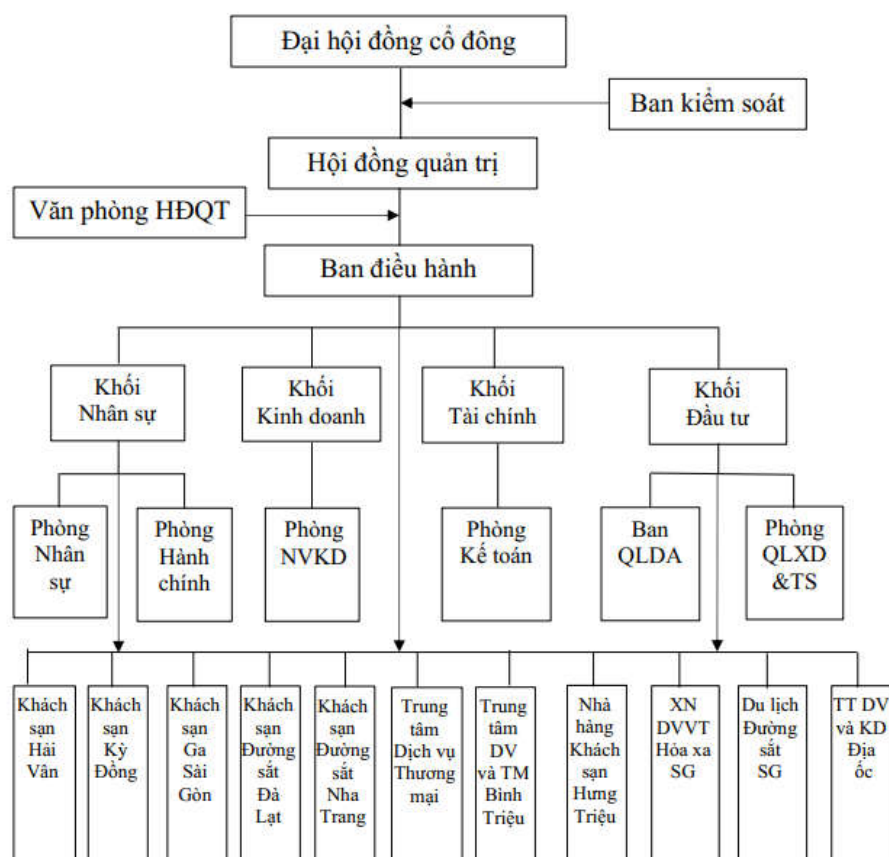 Đại hội đồng cổ đông
Ban kiểm soát
Hội đồng quản trị
Văn phòng HĐQT
Ban điều hành
Khối
Nhân sự
Khối
Kinh doanh
Khối
Tài chính
Khối
Đầu tư
Phòng
Nhân
sự
Phòng
Hành
chính
Phòng
NVKD
Phòng
Kế toán
Ban
QLDA
Phòng
QLXD
&TS
Khách
sạn
Hải
Vân
Khách
sạn
Kỳ
Đồng
Khách
sạn
Ga
Sài
Gòn
Khách
sạn
Đường
sắt
Đà
Lạt
Khách
sạn
Đường
sắt
Nha
Trang
Trung
tâm
Dịch vụ
Thương
mại
Trung
tâm
DV
và TM
Bình
Triệu
Nhà
hàng
Khách
sạn
Hưng
Triệu
XN
DVVT
Hỏa xa
SG
Du lịch
Đường
sắt
SG
TT DV
và KD
Địa
ốc